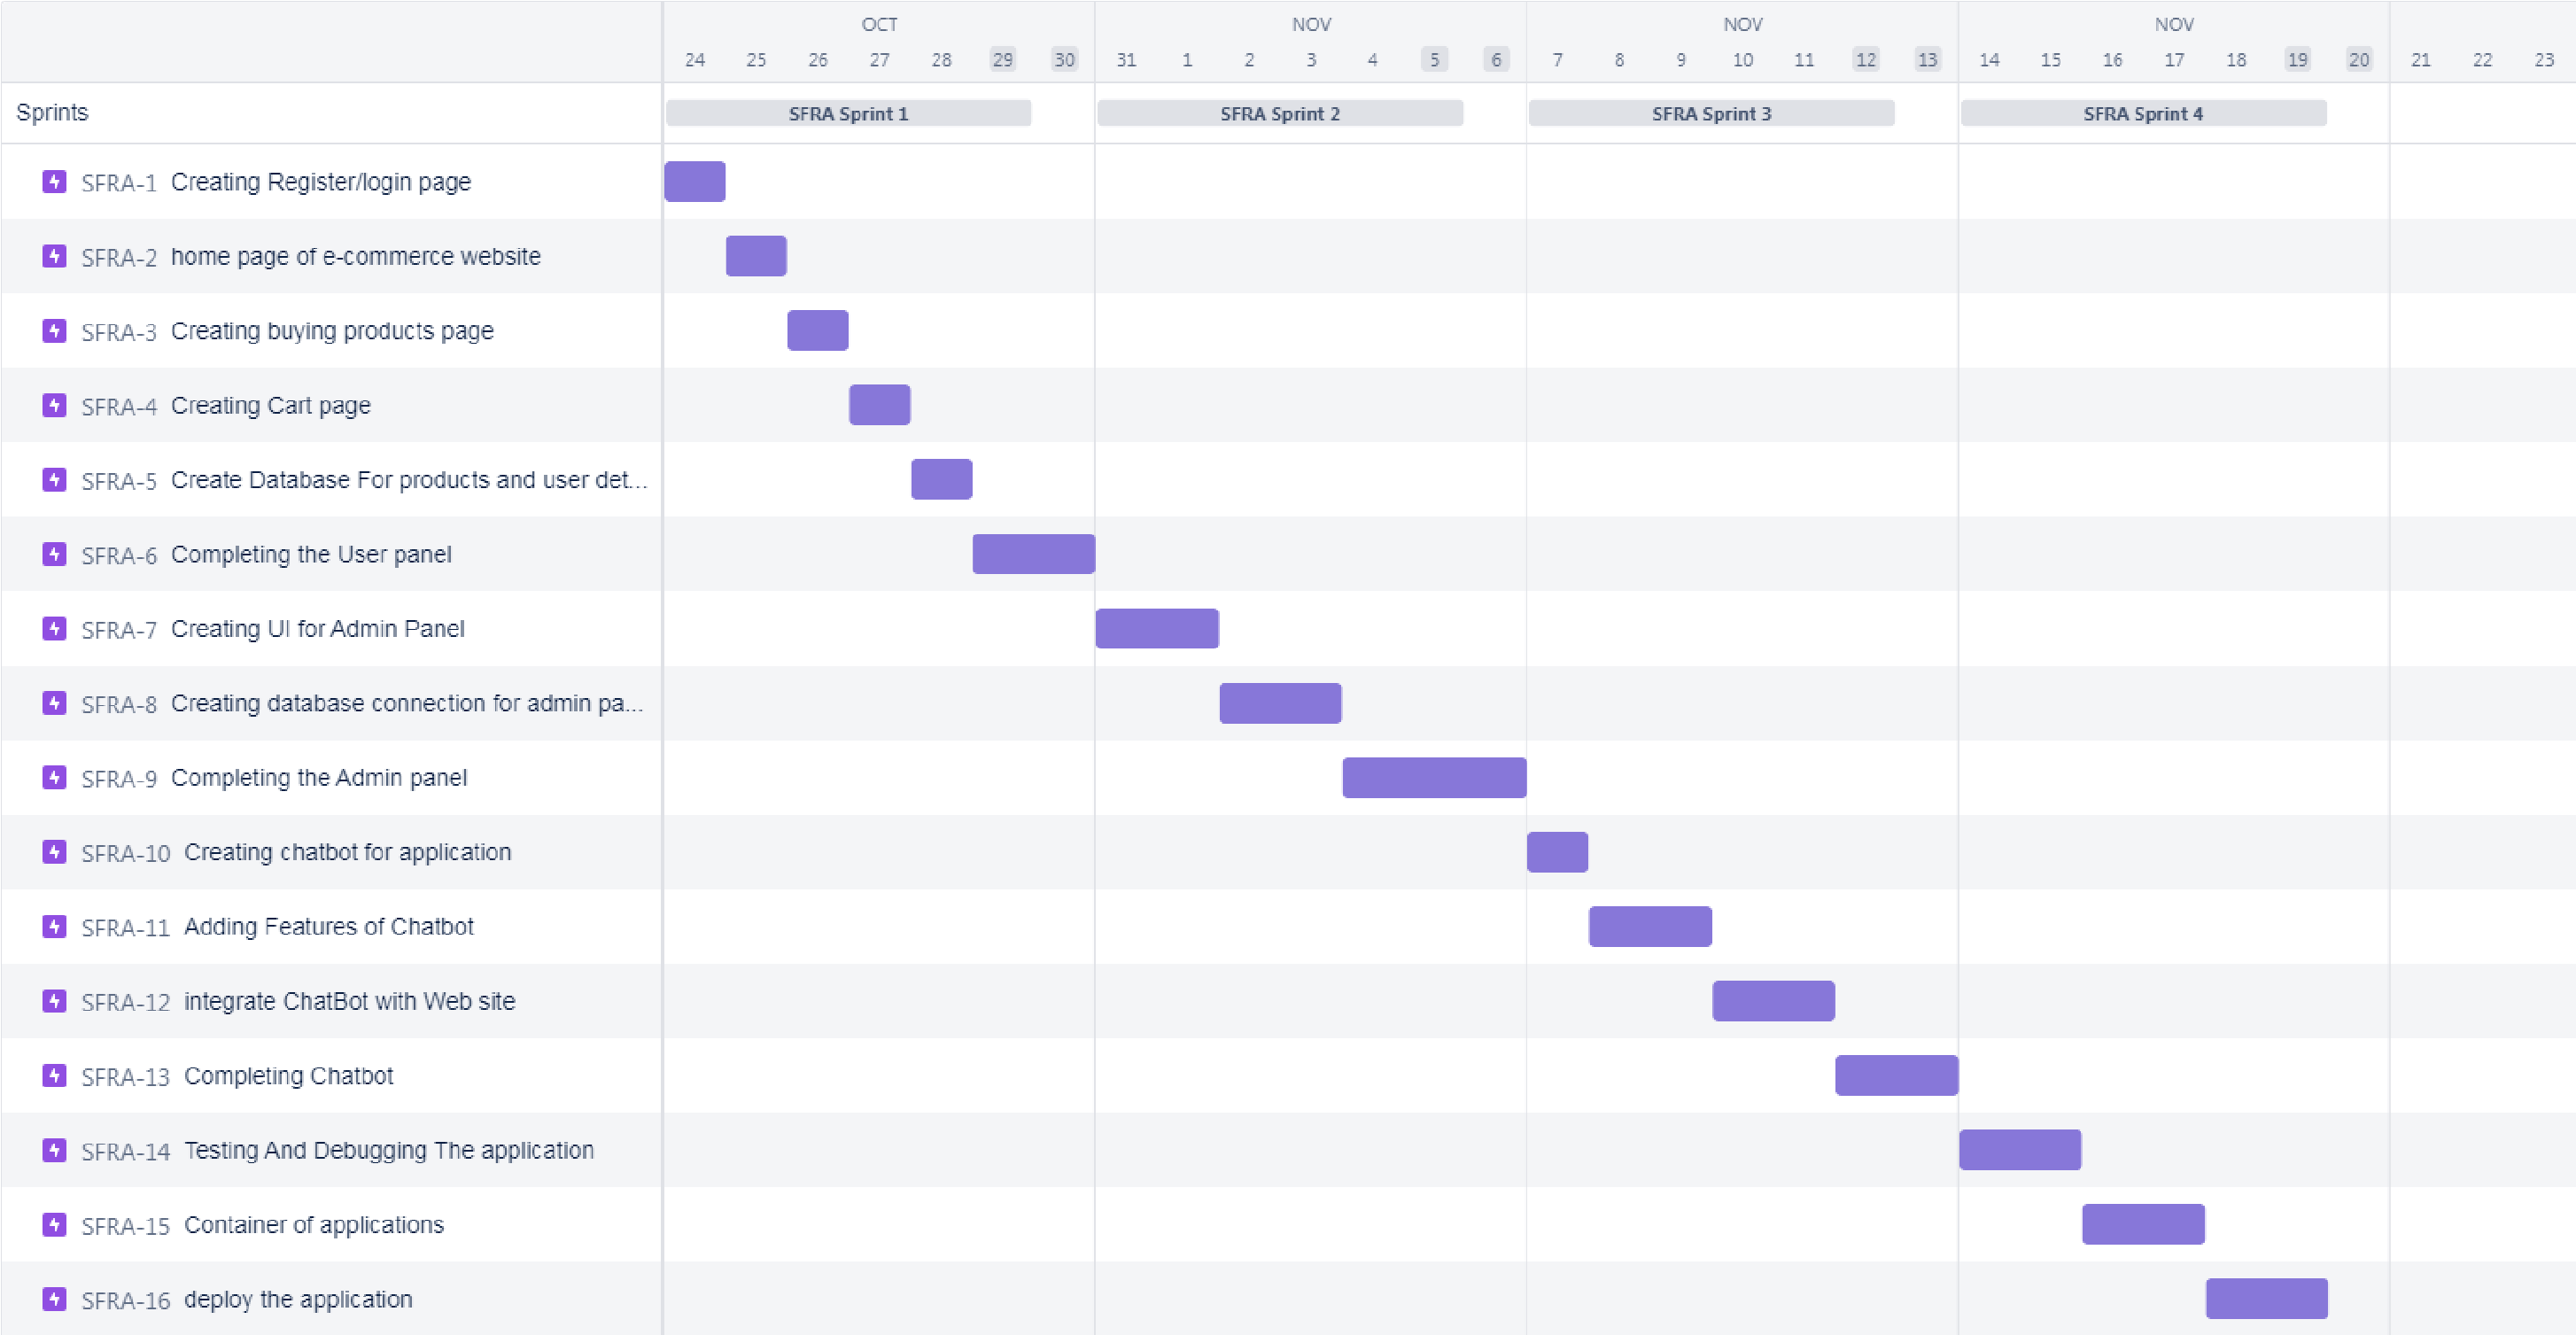 OCT NOV NOV NOV
24 25 26 27 28 29 30 31 1 2 3 4 5 6 7 8 9 10 11 12 13 14 15 16 17 18 19 20 21 22 23
Sprints SFRA Sprint 1 SFRA Sprint 2 SFRA Sprint 3 SFRA Sprint 4
SFRA-1 Creating Register/login page
SFRA-2 home page of e-commerce website
SFRA-3 Creating buying products page
SFRA-4 Creating Cart page
SFRA-5 Create Database For products and user det...
SFRA-6 Completing the User panel
SFRA-7 Creating UI for Admin Panel
SFRA-8 Creating database connection for admin pa...
SFRA-9 Completing the Admin panel
SFRA-10 Creating chatbot for application
SFRA-11 Adding Features of Chatbot
SFRA-12 integrate ChatBot with Web site
SFRA-13 Completing Chatbot
SFRA-14 Testing And Debugging The application
SFRA-15 Container of applications
SFRA-16 deploy the application